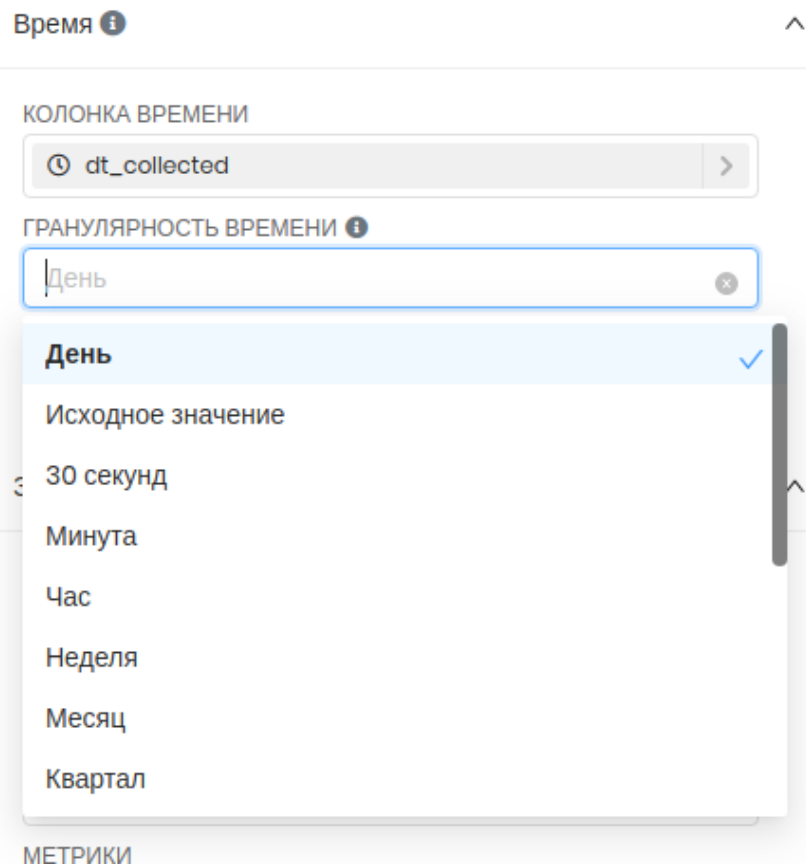 Время
КОЛОНКА ВРЕМЕНИ
dt_collected
ГРАНУЛЯРНОСТЬ ВРЕМЕНИ
День
День
Исходное значение
30 секунд
Минута
Час
Неделя
Месяц
Квартал
МЕТРИКИ